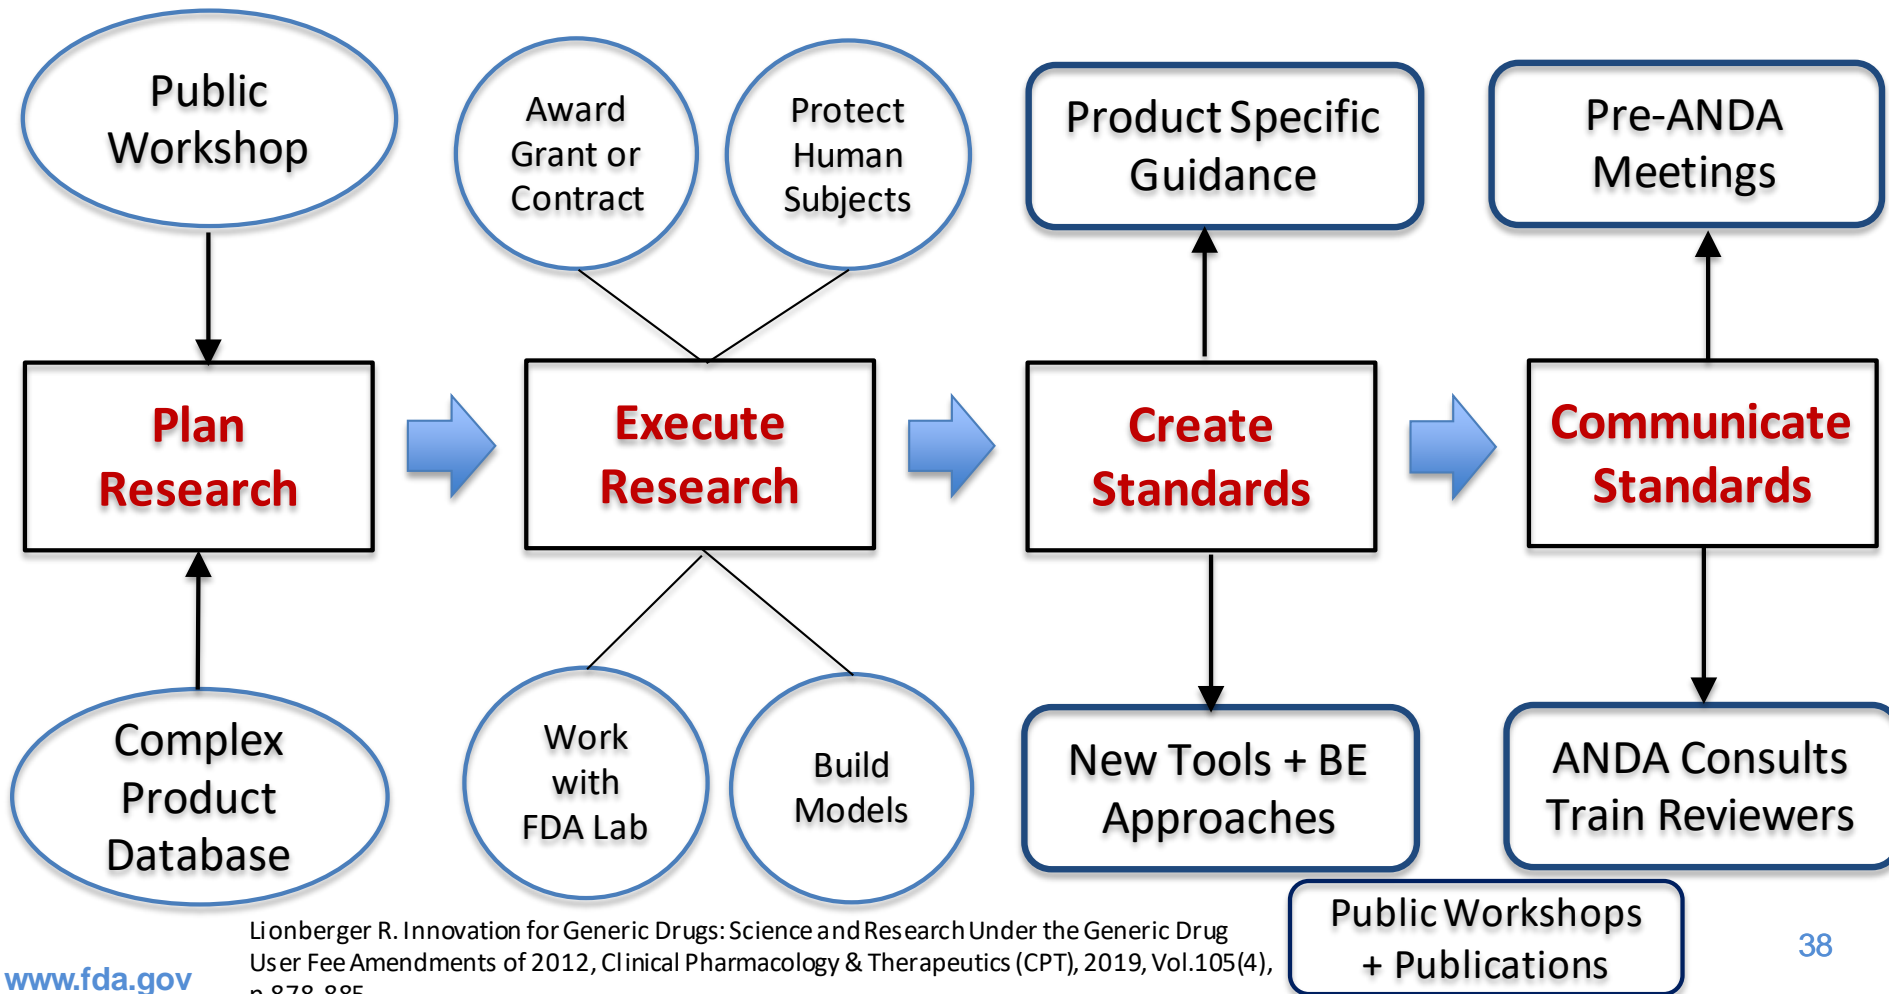 Public
Workshop
Award
Grant or
Contract
Protect
Human
Subjects
Product Specific
Guidance
Pre-ANDA
Meetings
Plan
Research
Execute
Research
Create
Standards
Communicate
Standards
Complex
Product
Database
Work
with
FDA Lab
Build
Models
New Tools + BE
Approaches
ANDA Consults
Train Reviewers
Public Workshops
+ Publications
Lionberger R. Innovation for Generic Drugs: Science and Research Under the Generic Drug
User Fee Amendments of 2012, Clinical Pharmacology & Therapeutics (CPT), 2019, Vol.105(4),
p.878-885
www.fda.gov
38